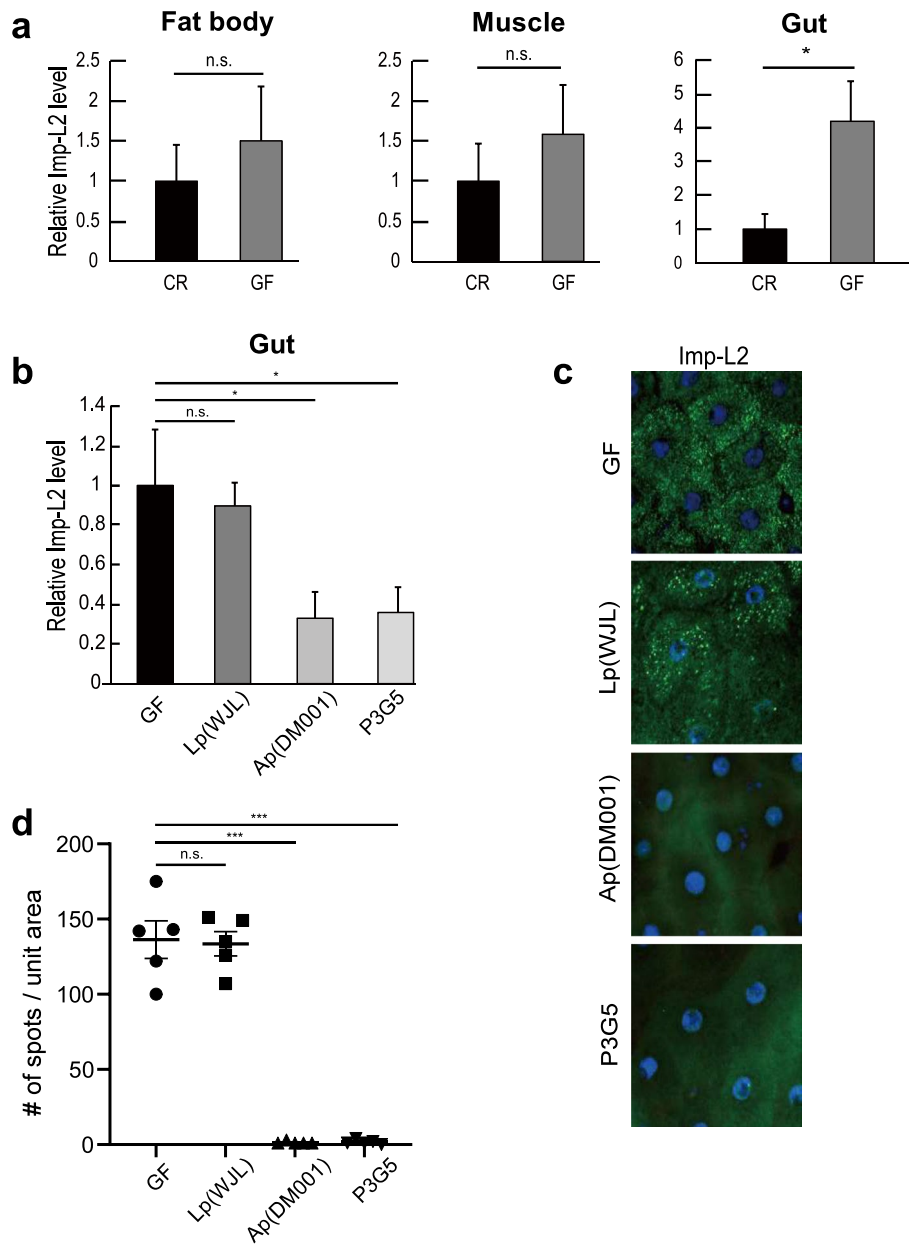 a
Fat body
Muscle
Gut
Relative Imp-L2 level
2.5
2
1.5
1
0.5
0
n.s.
CR
GF
2.5
2
1.5
1
0.5
0
n.s.
CR
GF
6
5
4
3
2
1
0
*
CR
GF
b
Gut
Relative Imp-L2 level
1.4
1.2
1
0.8
0.6
0.4
0.2
0
*
*
n.s.
GF
Lp(WJL)
Ap(DM001)
P3G5
c
Imp-L2
GF
Lp(WJL)
Ap(DM001)
P3G5
d
# of spots / unit area
200
150
100
50
0
***
***
n.s.
GF
Lp(WJL)
Ap(DM001)
P3G5